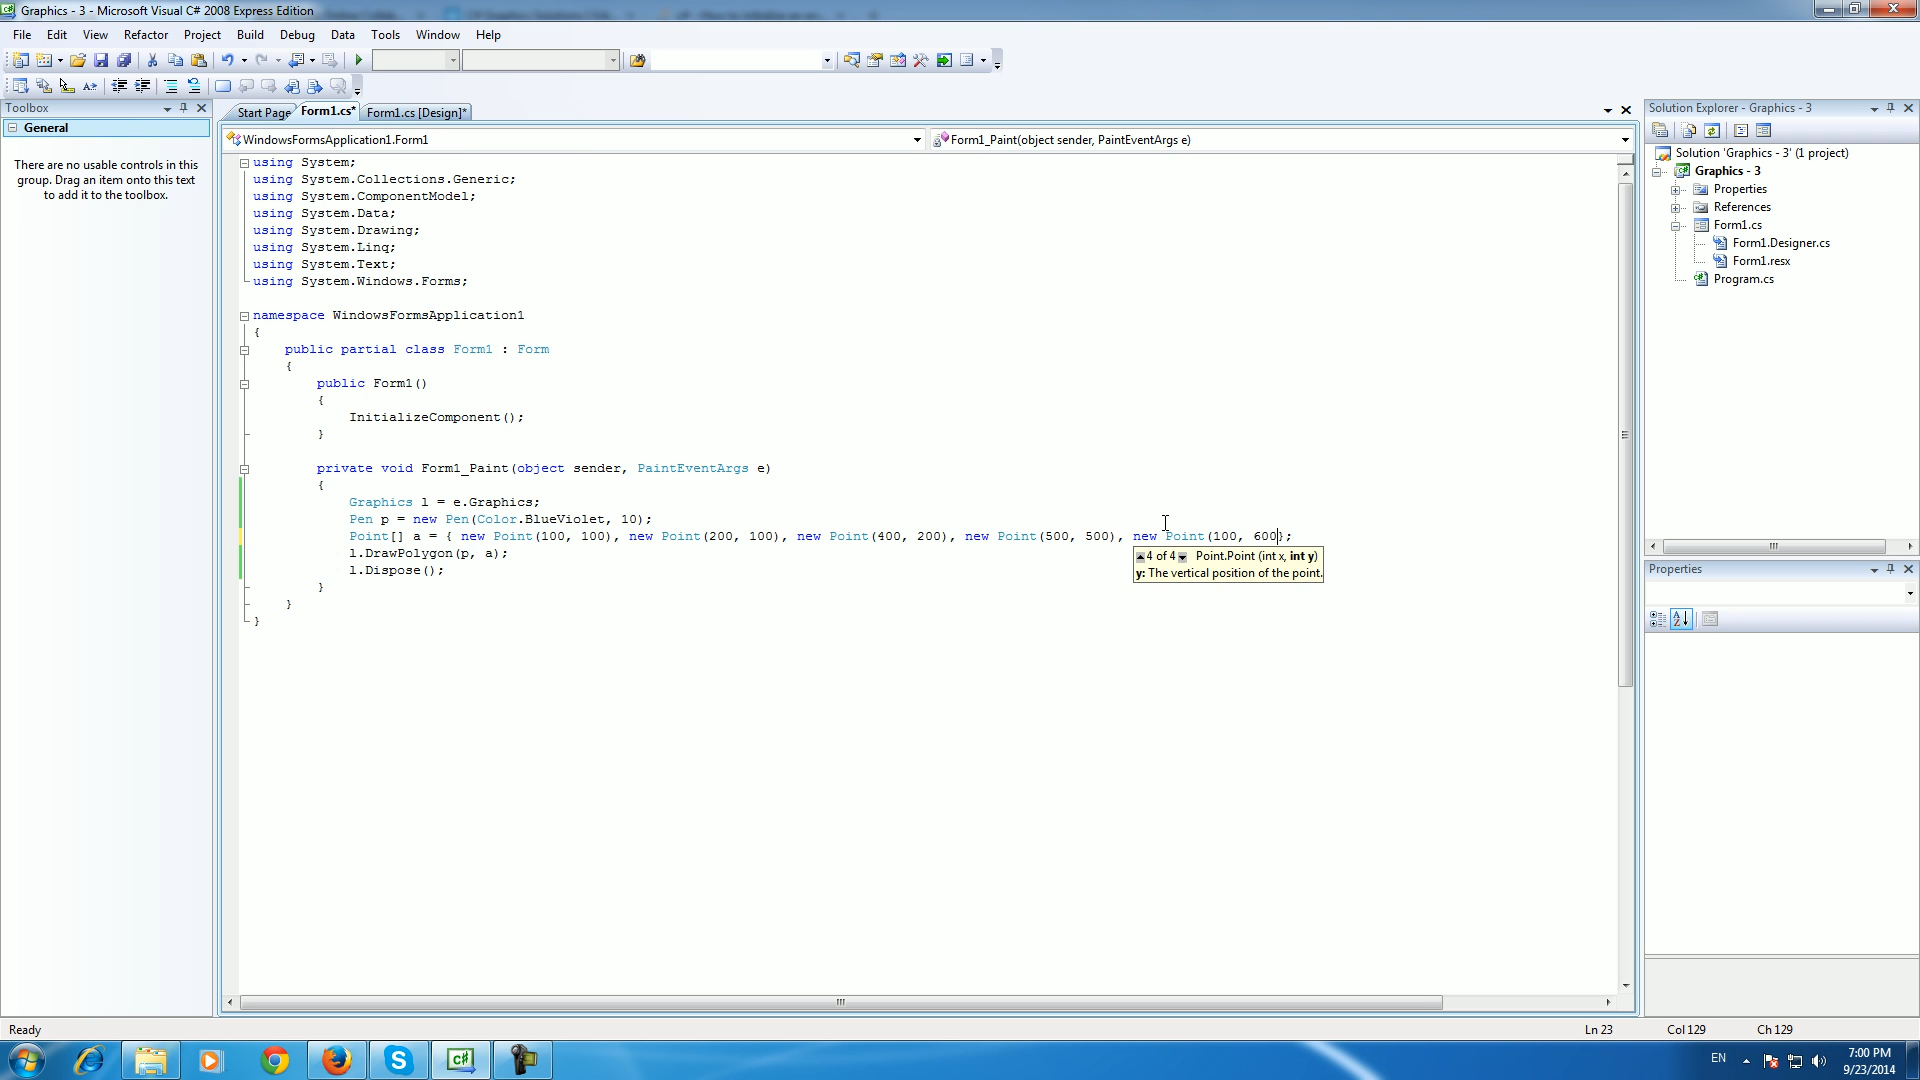 Graphics - 3 - Microsoft Visual C# 2008 Express Edition
File Edit View Refactor Project Build Debug Data Tools Window Help
Toolbox
General
There are no usable controls in this
group. Drag an item onto this text
to add it to the toolbox.
Start Page Form1.cs* Form1.cs [Design]*
WindowsFormsApplication1.Form1 Form1_Paint(object sender, PaintEventArgs e)
using System;
using System.Collections.Generic;
using System.ComponentModel;
using System.Data;
using System.Drawing;
using System.Linq;
using System.Text;
using System.Windows.Forms;
namespace WindowsFormsApplication1
{
public partial class Form1 : Form
{
public Form1()
{
InitializeComponent();
}
private void Form1_Paint(object sender, PaintEventArgs e)
{
Graphics l = e.Graphics;
Pen p = new Pen(Color.BlueViolet, 10);
Point[] a = { new Point(100, 100), new Point(200, 100), new Point(400, 200), new Point(500, 500), new Point(100, 600};
4 of 4 Point.Point (int x, int y)
y: The vertical position of the point.
l.DrawPolygon(p, a);
l.Dispose();
}
}
}
Solution Explorer - Graphics - 3
Solution 'Graphics - 3' (1 project)
Graphics - 3
Properties
References
Form1.cs
Form1.Designer.cs
Form1.resx
Program.cs
Properties
Ready Ln 23 Col 129 Ch 129
EN 7:00 PM
9/23/2014